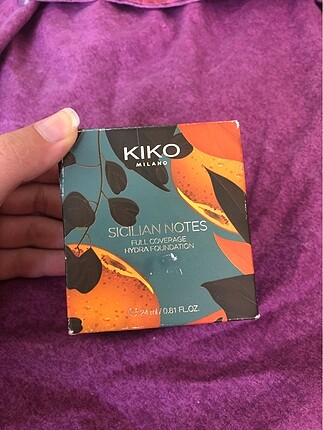 KIKO
MILANO
SICILIAN NOTES
FULL COVERAGE
HYDRA FOUNDATION
24 ml / 0.81 FL.OZ.